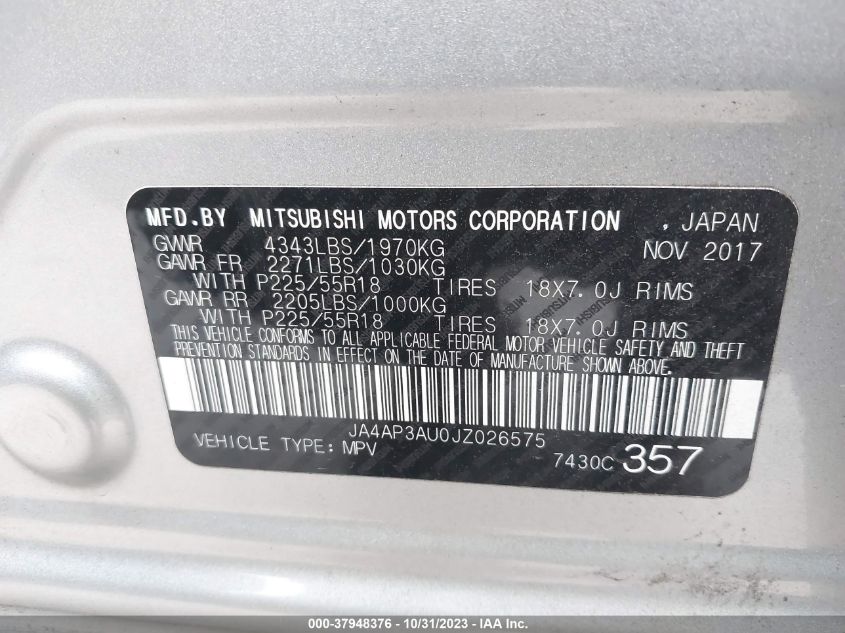 MFD.BY MITSUBISHI MOTORS CORPORATION , JAPAN
GVWR 4343LBS/1970KG NOV 2017
GAWR FR 2271LBS/1030KG
WITH P225/55R18 TIRES 18X7.0J RIMS
GAWR RR 2205LBS/1000KG
WITH P225/55R18 TIRES 18X7.0J RIMS
THIS VEHICLE CONFORMS TO ALL APPLICABLE FEDERAL MOTOR VEHICLE SAFETY AND THEFT
PREVENTION STANDARDS IN EFFECT ON THE DATE OF MANUFACTURE SHOWN ABOVE.
JA4AP3AU0JZ026575
VEHICLE TYPE: MPV 7430C 357
000-37948376 - 10/31/2023 - IAA Inc.